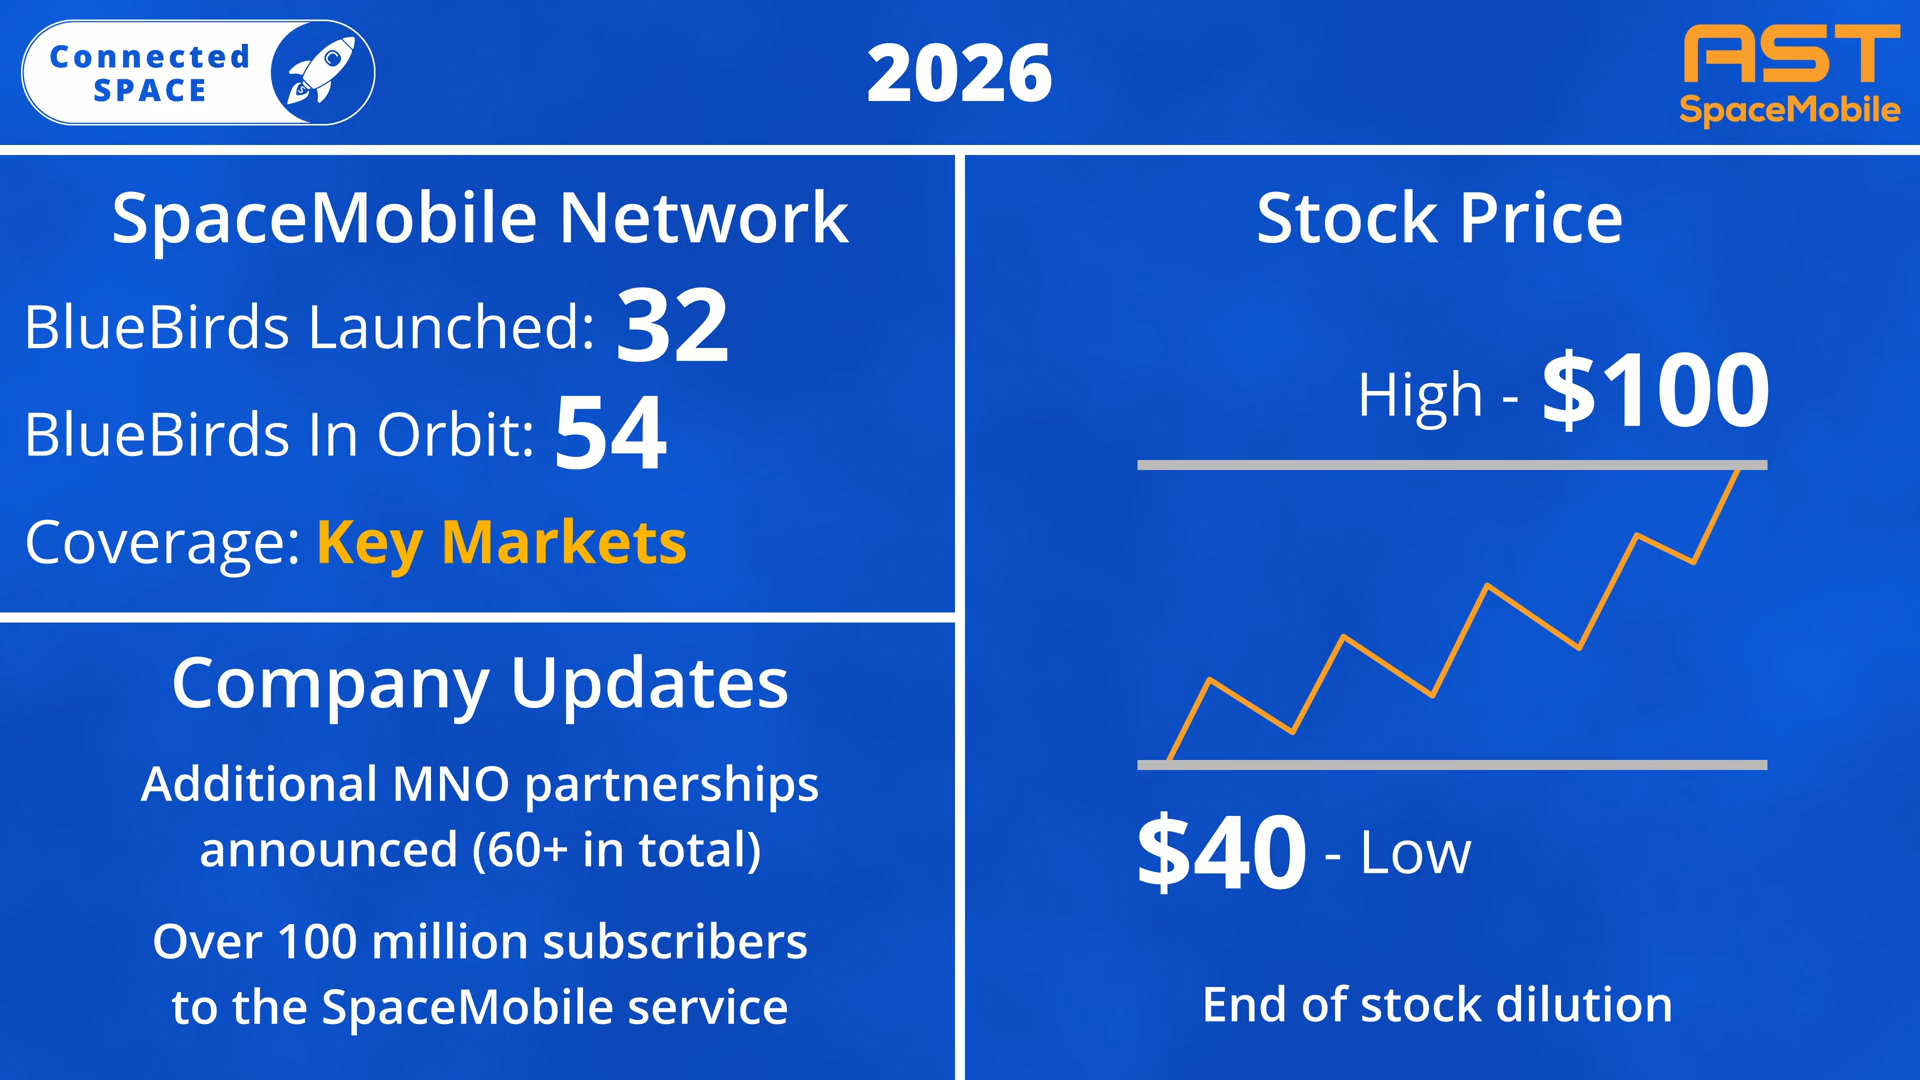 Connected
SPACE
2026
AST
SpaceMobile
SpaceMobile Network
BlueBirds Launched: 32
BlueBirds In Orbit: 54
Coverage: Key Markets
Company Updates
Additional MNO partnerships
announced (60+ in total)
Over 100 million subscribers
to the SpaceMobile service
Stock Price
High - $100
$40 - Low
End of stock dilution